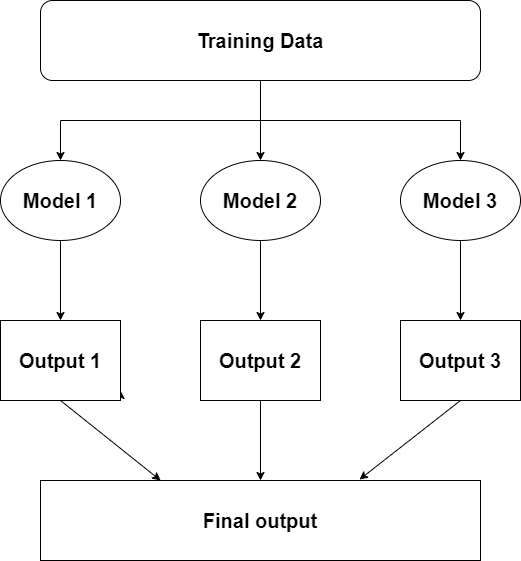 Training Data
Model 1
Model 2
Model 3
Output 1
Output 2
Output 3
Final output